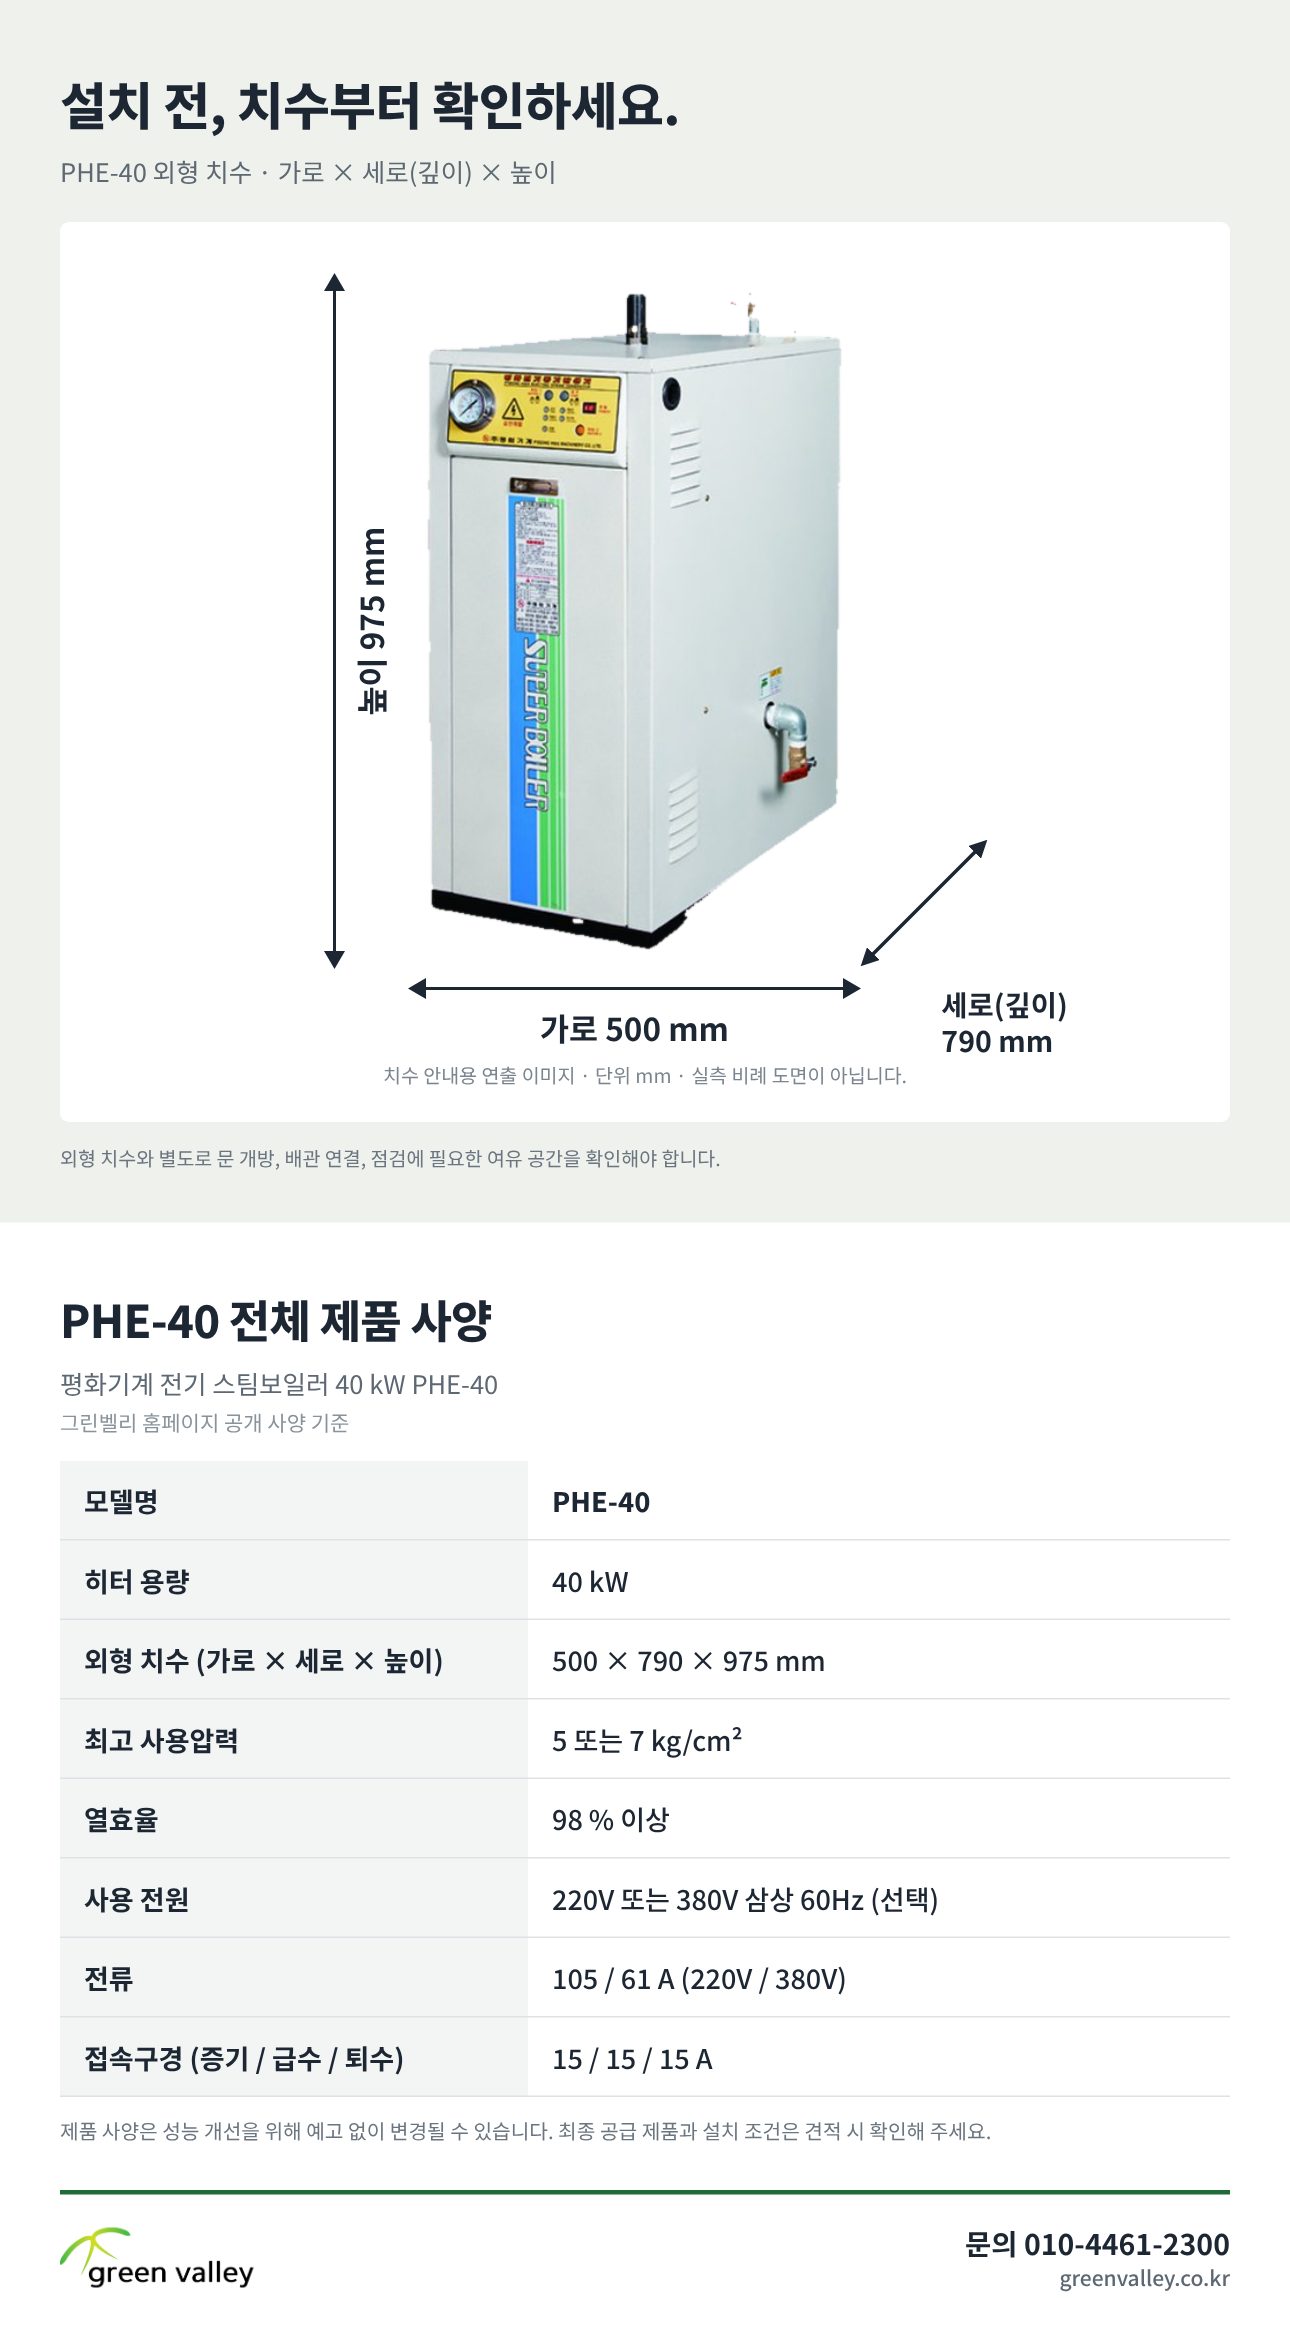 설치 전, 치수부터 확인하세요.
PHE-40 외형 치수 · 가로 × 세로(깊이) × 높이
높이 975 mm
SUFER BOILER
가로 500 mm
세로(깊이)
790 mm
치수 안내용 연출 이미지 · 단위 mm · 실측 비례 도면이 아닙니다.
외형 치수와 별도로 문 개방, 배관 연결, 점검에 필요한 여유 공간을 확인해야 합니다.
PHE-40 전체 제품 사양
평화기계 전기 스팀보일러 40 kW PHE-40
그린벨리 홈페이지 공개 사양 기준
모델명 PHE-40
히터 용량 40 kW
외형 치수 (가로 × 세로 × 높이) 500 × 790 × 975 mm
최고 사용압력 5 또는 7 kg/cm²
열효율 98 % 이상
사용 전원 220V 또는 380V 삼상 60Hz (선택)
전류 105 / 61 A (220V / 380V)
접속구경 (증기 / 급수 / 퇴수) 15 / 15 / 15 A
제품 사양은 성능 개선을 위해 예고 없이 변경될 수 있습니다. 최종 공급 제품과 설치 조건은 견적 시 확인해 주세요.
green valley
문의 010-4461-2300
greenvalley.co.kr